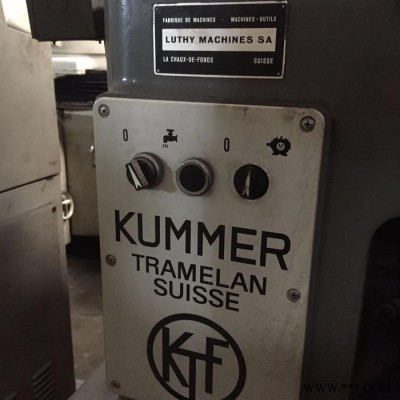 FABRIQUE DE MACHINES - MACHINES-OUTILS
LUTHY MACHINES SA
LA CHAUX-DE-FONDS SUISSE
0 0
KUMMER
TRAMELAN
SUISSE
KTF